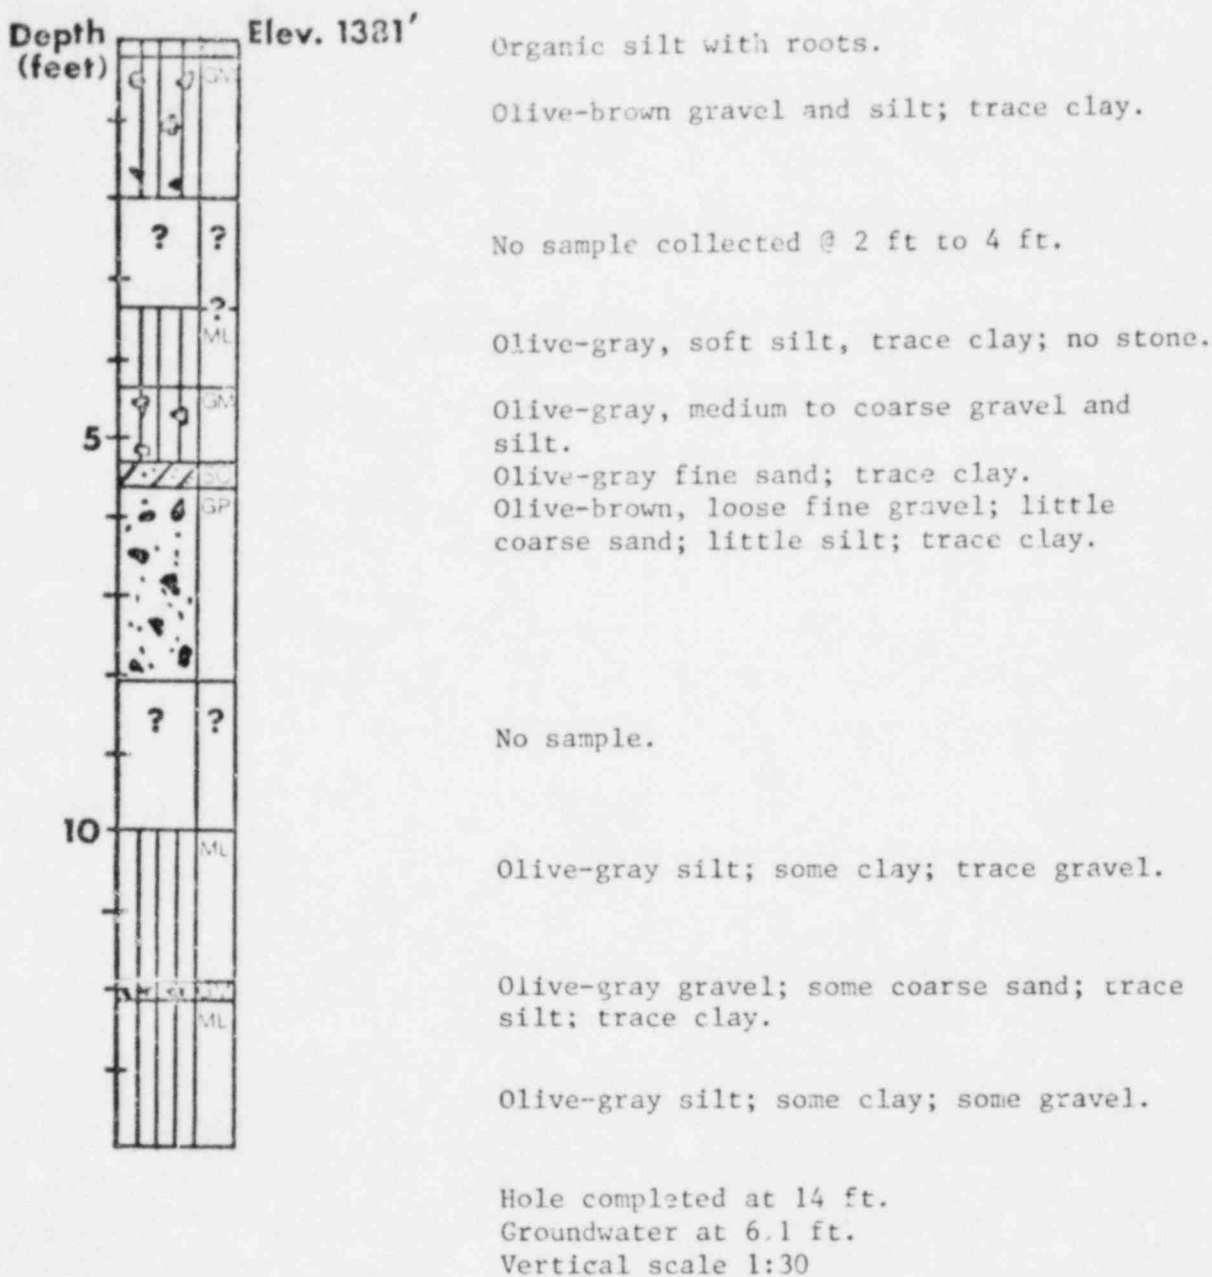 Depth Elev. 1381′
(feet)
Organic silt with roots.
GM
Olive-brown gravel and silt; trace clay.
? ?
No sample collected @ 2 ft to 4 ft.
?
ML
Olive-gray, soft silt, trace clay; no stone.
GM
Olive-gray, medium to coarse gravel and
silt.
5
SC
Olive-gray fine sand; trace clay.
GP
Olive-brown, loose fine gravel; little
coarse sand; little silt; trace clay.
? ?
No sample.
10
ML
Olive-gray silt; some clay; trace gravel.
Olive-gray gravel; some coarse sand; trace
silt; trace clay.
ML
Olive-gray silt; some clay; some gravel.
Hole completed at 14 ft.
Groundwater at 6.1 ft.
Vertical scale 1:30